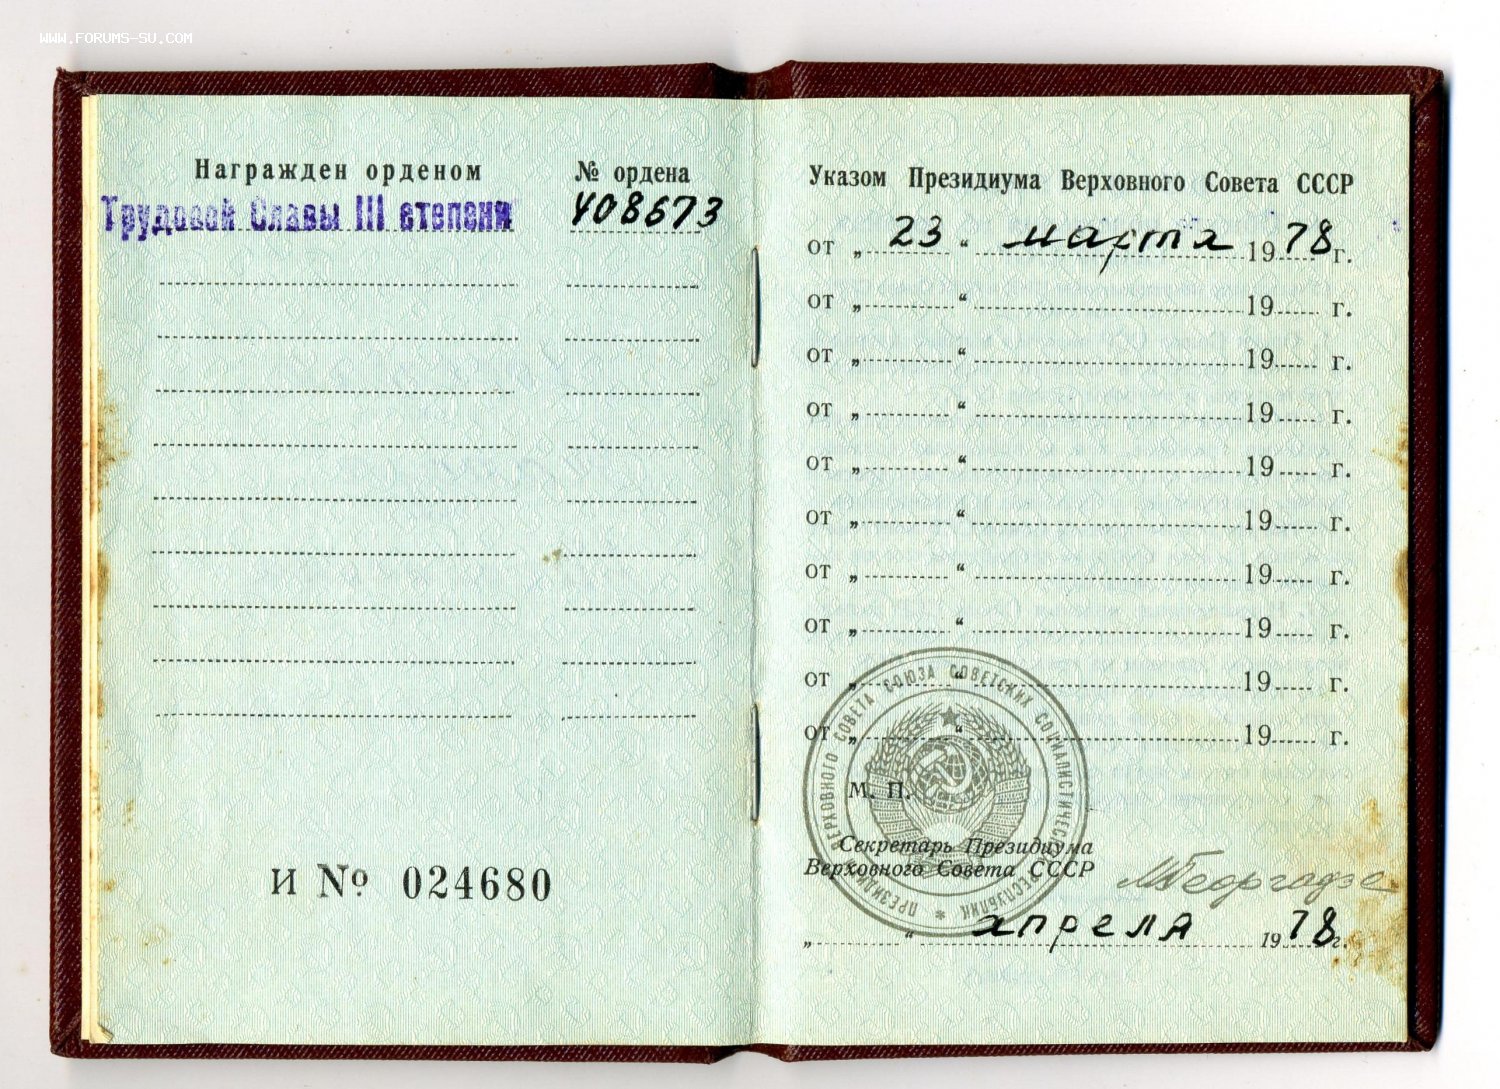 WWW.FORUMS-SU.COM
Награжден орденом
№ ордена
Трудовой Славы III степени
408673
И № 024680
Указом Президиума Верховного Совета СССР
от „ 23 “ марта 1978 г.
от „ “ 19 г.
от „ “ 19 г.
от „ “ 19 г.
от „ “ 19 г.
от „ “ 19 г.
от „ “ 19 г.
от „ “ 19 г.
от „ “ 19 г.
от „ “ 19 г.
ПРЕЗИДИУМ ВЕРХОВНОГО СОВЕТА СОЮЗА СОВЕТСКИХ СОЦИАЛИСТИЧЕСКИХ РЕСПУБЛИК
М. П.
Секретарь Президиума
Верховного Совета СССР
МГеоргадзе
„ “ апреля 1978 г.